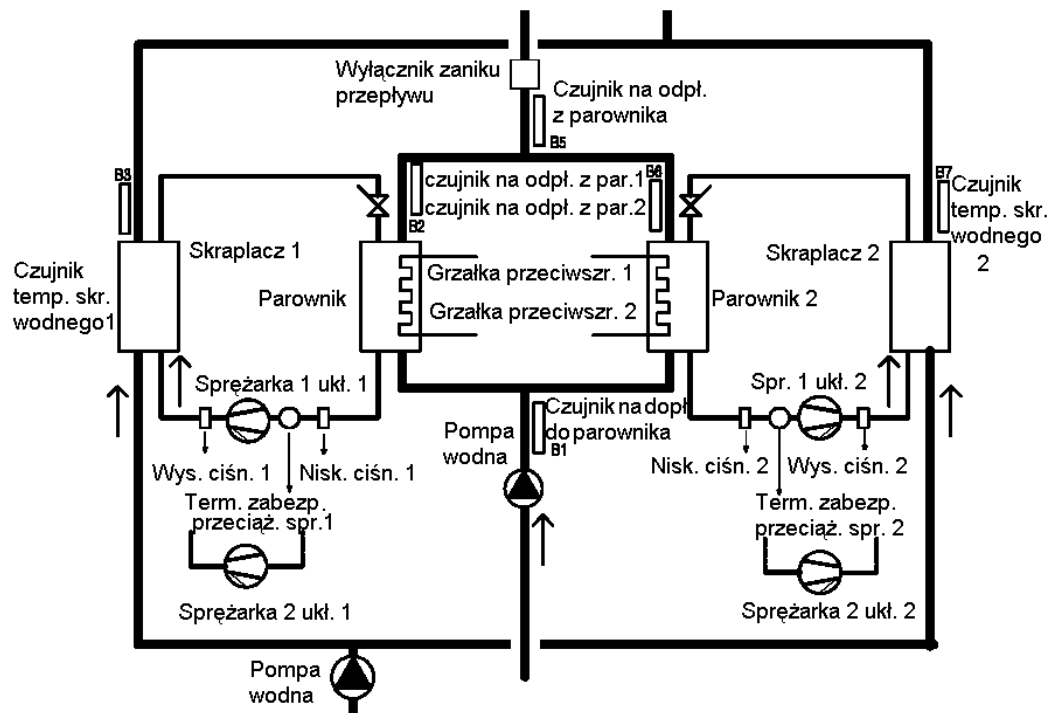 Wyłącznik zaniku
przepływu
Czujnik na odpł.
z parownika
B5
B3
czujnik na odpł. z par.1
czujnik na odpł. z par.2
B2
B6
B7
Czujnik
temp. skr.
wodnego
2
Skraplacz 1
Skraplacz 2
Czujnik
temp. skr.
wodnego1
Parownik
Grzałka przeciwszr. 1
Grzałka przeciwszr. 2
Parownik 2
Sprężarka 1 ukł. 1
Spr. 1 ukł. 2
Czujnik na dopł.
do parownika
B1
Pompa
wodna
Wys. ciśn. 1
Nisk. ciśn. 1
Nisk. ciśn. 2
Wys. ciśn. 2
Term. zabezp.
przeciąż. spr.1
Term. zabezp.
przeciąż. spr. 2
Sprężarka 2 ukł. 1
Sprężarka 2 ukł. 2
Pompa
wodna